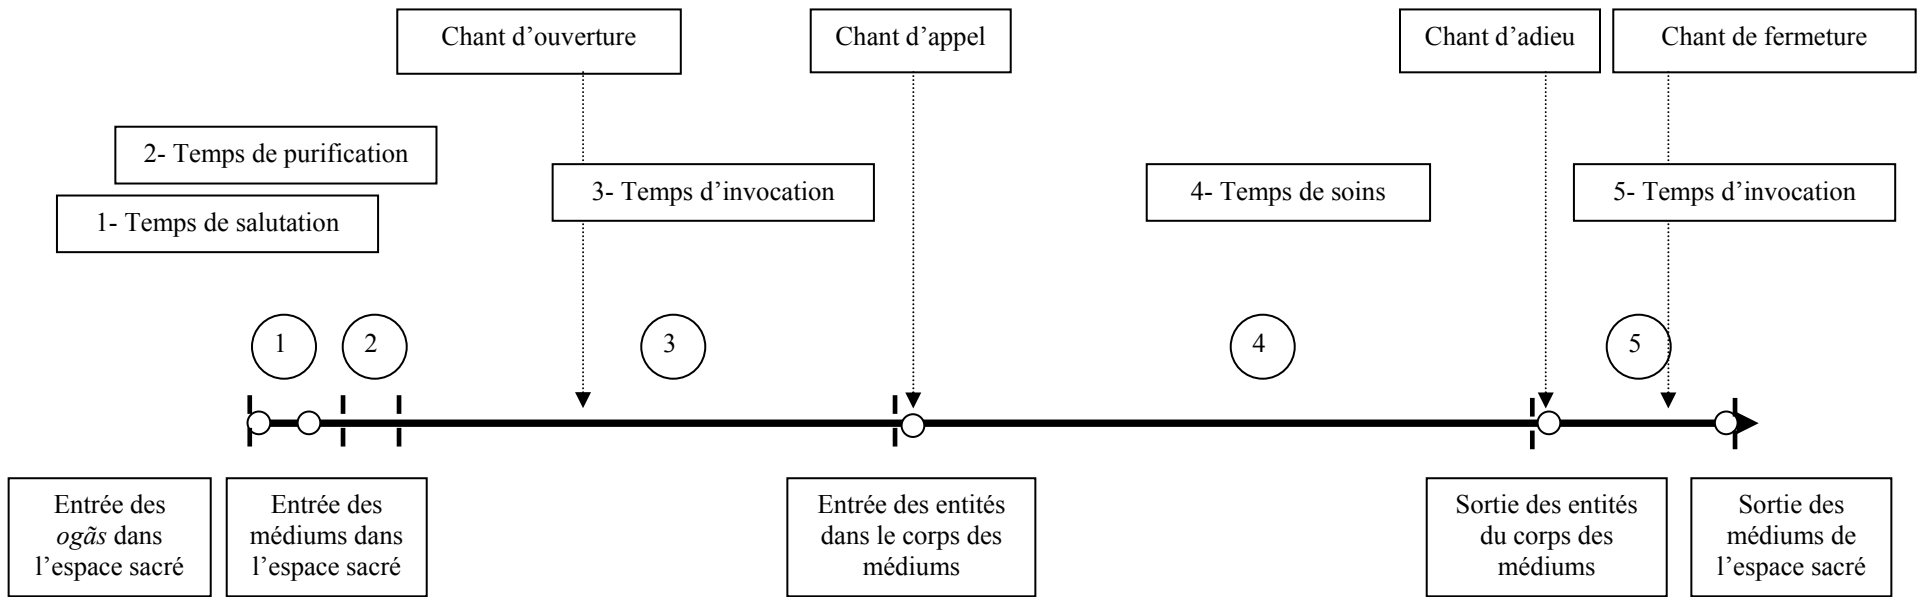 Chant d’ouverture
Chant d’appel
Chant d’adieu
Chant de fermeture
2- Temps de purification
3- Temps d’invocation
4- Temps de soins
5- Temps d’invocation
1- Temps de salutation
1
2
3
4
5
Entrée des
ogãs dans
l’espace sacré
Entrée des
médiums dans
l’espace sacré
Entrée des entités
dans le corps des
médiums
Sortie des entités
du corps des
médiums
Sortie des
médiums de
l’espace sacré